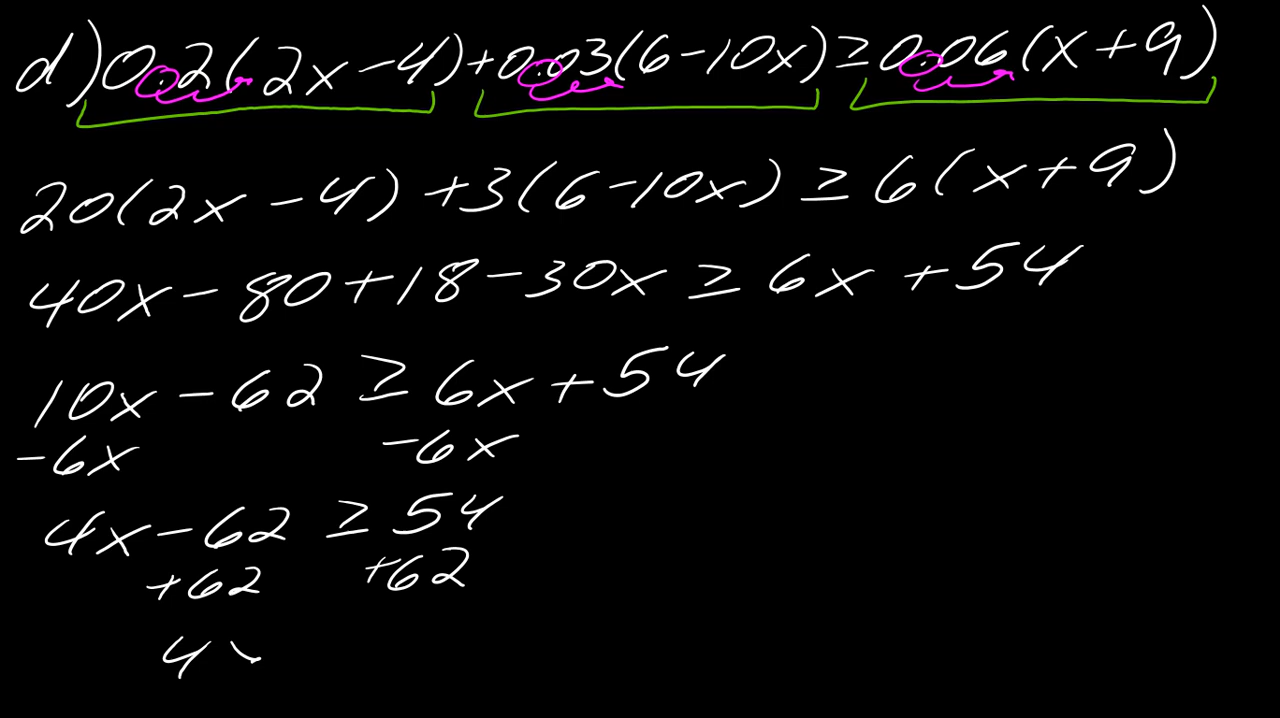 d) 0.2(2x-4)+0.03(6-10x) ≥ 0.06(x+9)
20(2x-4) +3(6-10x) ≥ 6(x+9)
40x-80+18-30x ≥ 6x+54
10x-62 ≥ 6x+54
-6x -6x
4x-62 ≥ 54
+62 +62
4